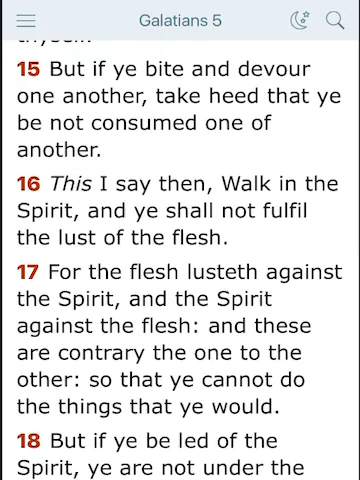 Galatians 5
thyself.
15 But if ye bite and devour
one another, take heed that ye
be not consumed one of
another.
16 This I say then, Walk in the
Spirit, and ye shall not fulfil
the lust of the flesh.
17 For the flesh lusteth against
the Spirit, and the Spirit
against the flesh: and these
are contrary the one to the
other: so that ye cannot do
the things that ye would.
18 But if ye be led of the
Spirit, ye are not under the